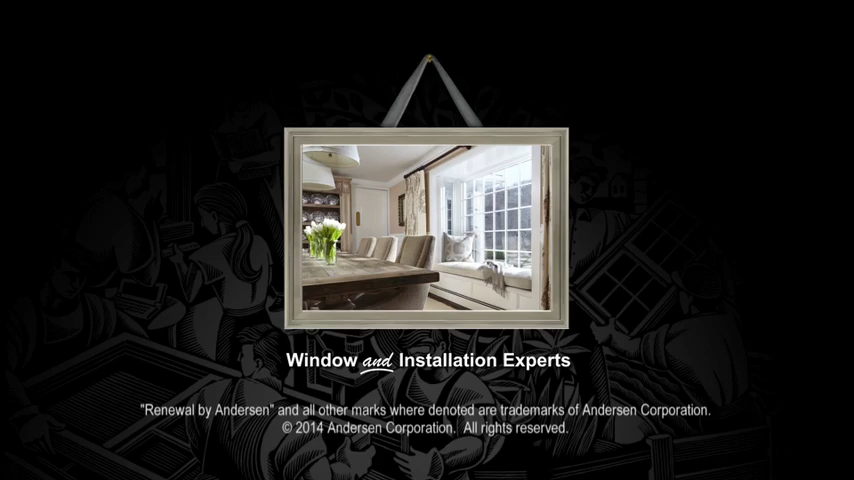 Window and Installation Experts
"Renewal by Andersen" and all other marks where denoted are trademarks of Andersen Corporation.
© 2014 Andersen Corporation. All rights reserved.